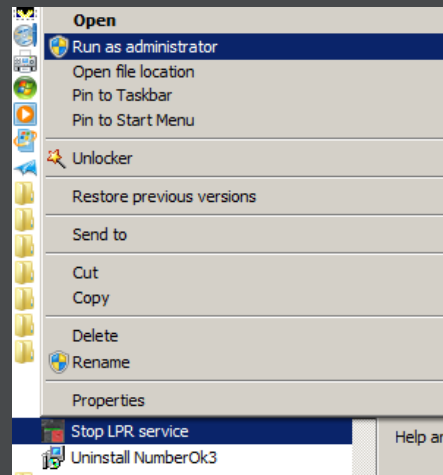 Open
Run as administrator
Open file location
Pin to Taskbar
Pin to Start Menu
Unlocker
Restore previous versions
Send to
Cut
Copy
Delete
Rename
Properties
Stop LPR service
Help an
Uninstall NumberOk3